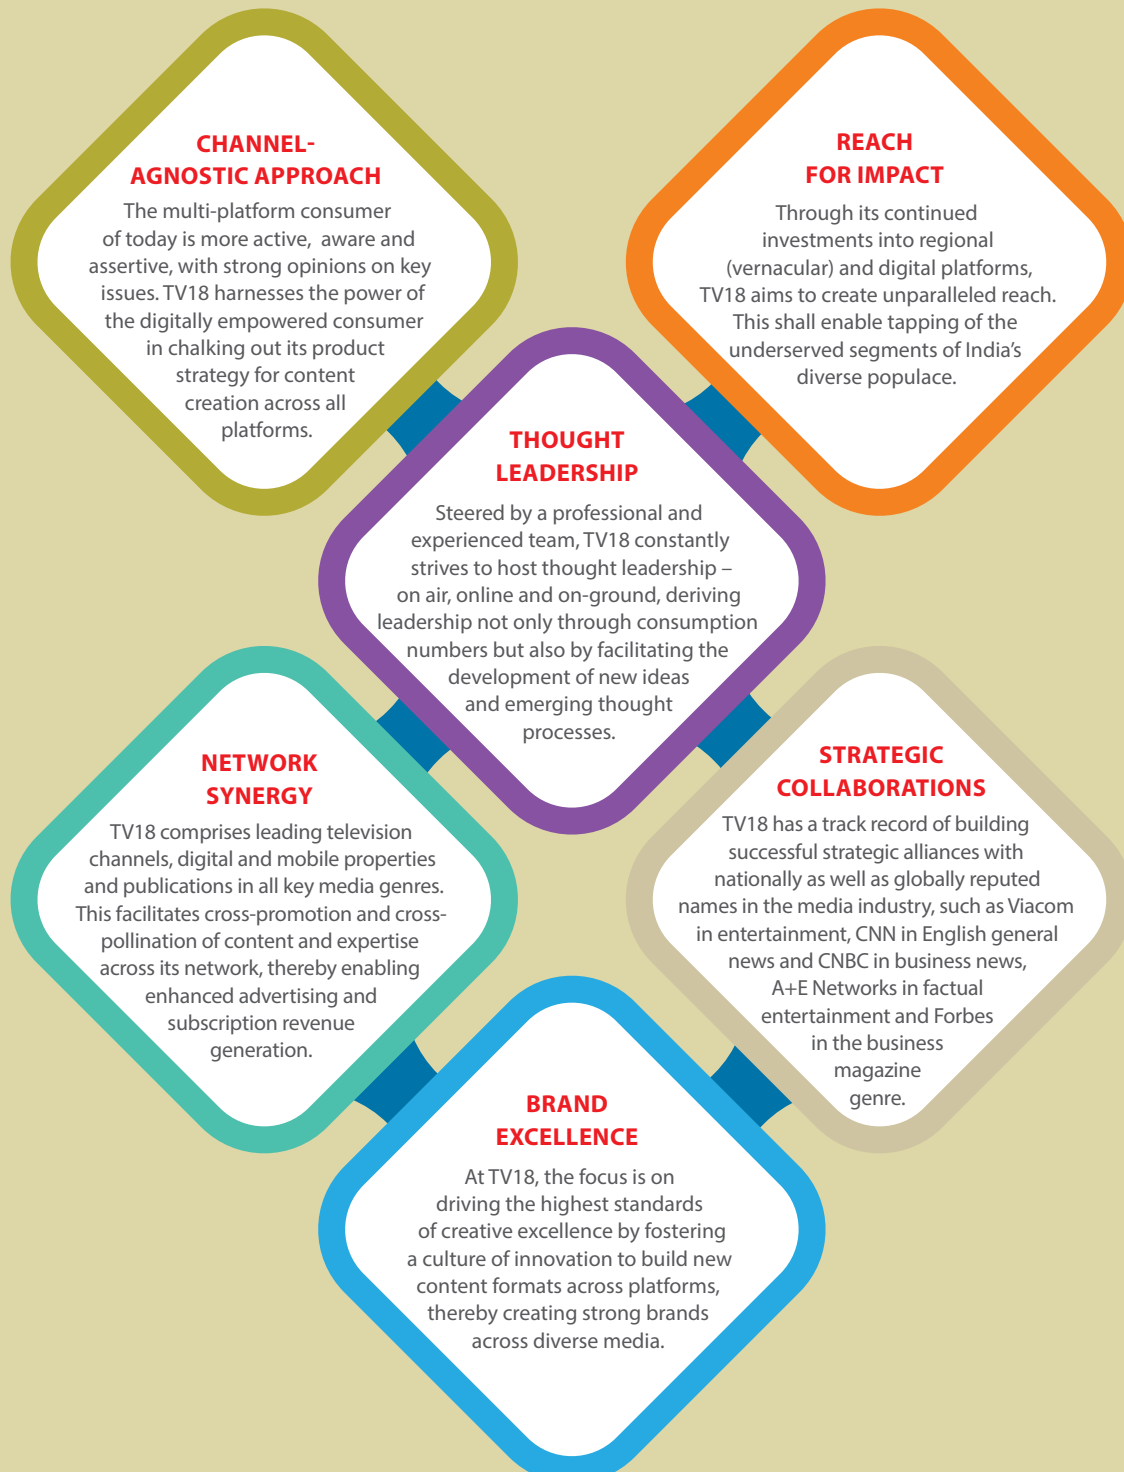 CHANNEL-
AGNOSTIC APPROACH
The multi-platform consumer
of today is more active, aware and
assertive, with strong opinions on key
issues. TV18 harnesses the power of
the digitally empowered consumer
in chalking out its product
strategy for content
creation across all
platforms.
REACH
FOR IMPACT
Through its continued
investments into regional
(vernacular) and digital platforms,
TV18 aims to create unparalleled reach.
This shall enable tapping of the
underserved segments of India’s
diverse populace.
THOUGHT
LEADERSHIP
Steered by a professional and
experienced team, TV18 constantly
strives to host thought leadership –
on air, online and on-ground, deriving
leadership not only through consumption
numbers but also by facilitating the
development of new ideas
and emerging thought
processes.
NETWORK
SYNERGY
TV18 comprises leading television
channels, digital and mobile properties
and publications in all key media genres.
This facilitates cross-promotion and cross-
pollination of content and expertise
across its network, thereby enabling
enhanced advertising and
subscription revenue
generation.
STRATEGIC
COLLABORATIONS
TV18 has a track record of building
successful strategic alliances with
nationally as well as globally reputed
names in the media industry, such as Viacom
in entertainment, CNN in English general
news and CNBC in business news,
A+E Networks in factual
entertainment and Forbes
in the business
magazine
genre.
BRAND
EXCELLENCE
At TV18, the focus is on
driving the highest standards
of creative excellence by fostering
a culture of innovation to build new
content formats across platforms,
thereby creating strong brands
across diverse media.